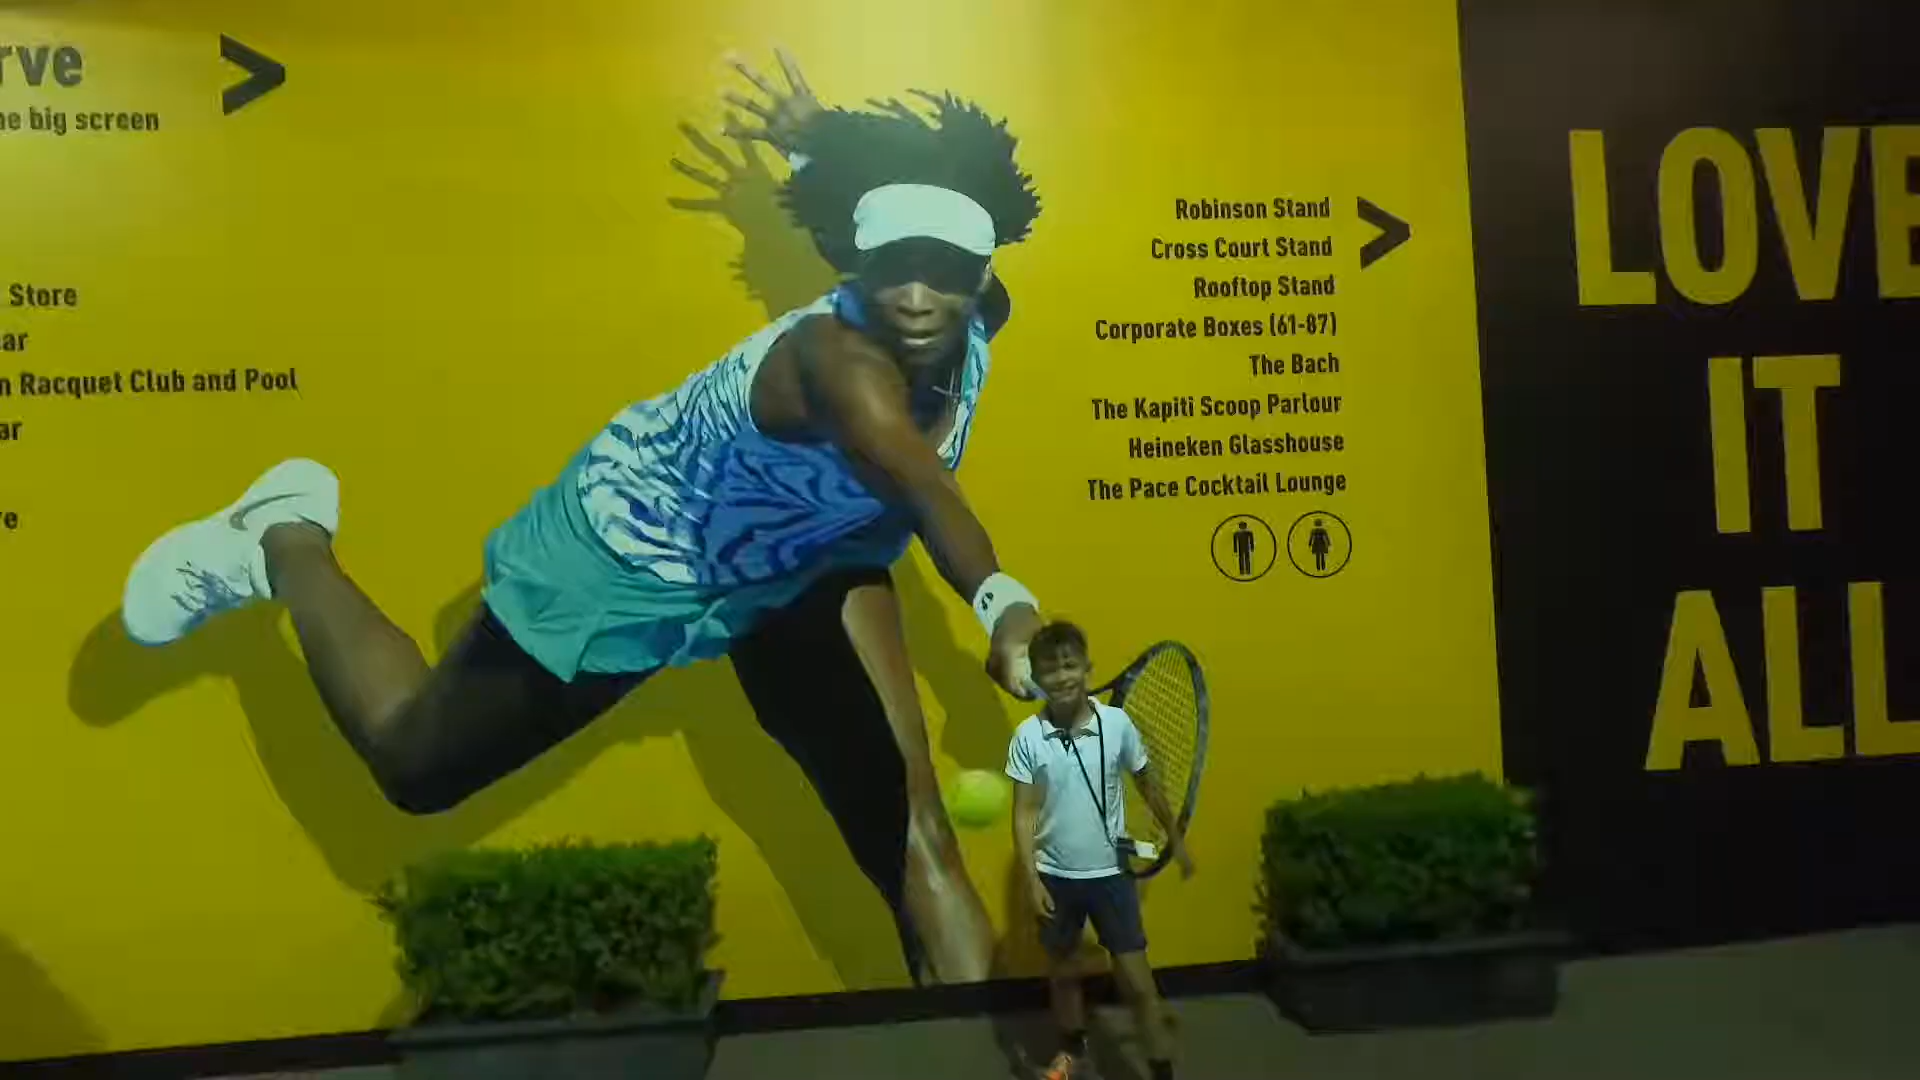 rve
he big screen
Store
ar
n Racquet Club and Pool
ar
re
Robinson Stand
Cross Court Stand
Rooftop Stand
Corporate Boxes (61-87)
The Bach
The Kapiti Scoop Parlour
Heineken Glasshouse
The Pace Cocktail Lounge
LOVE
IT
ALL